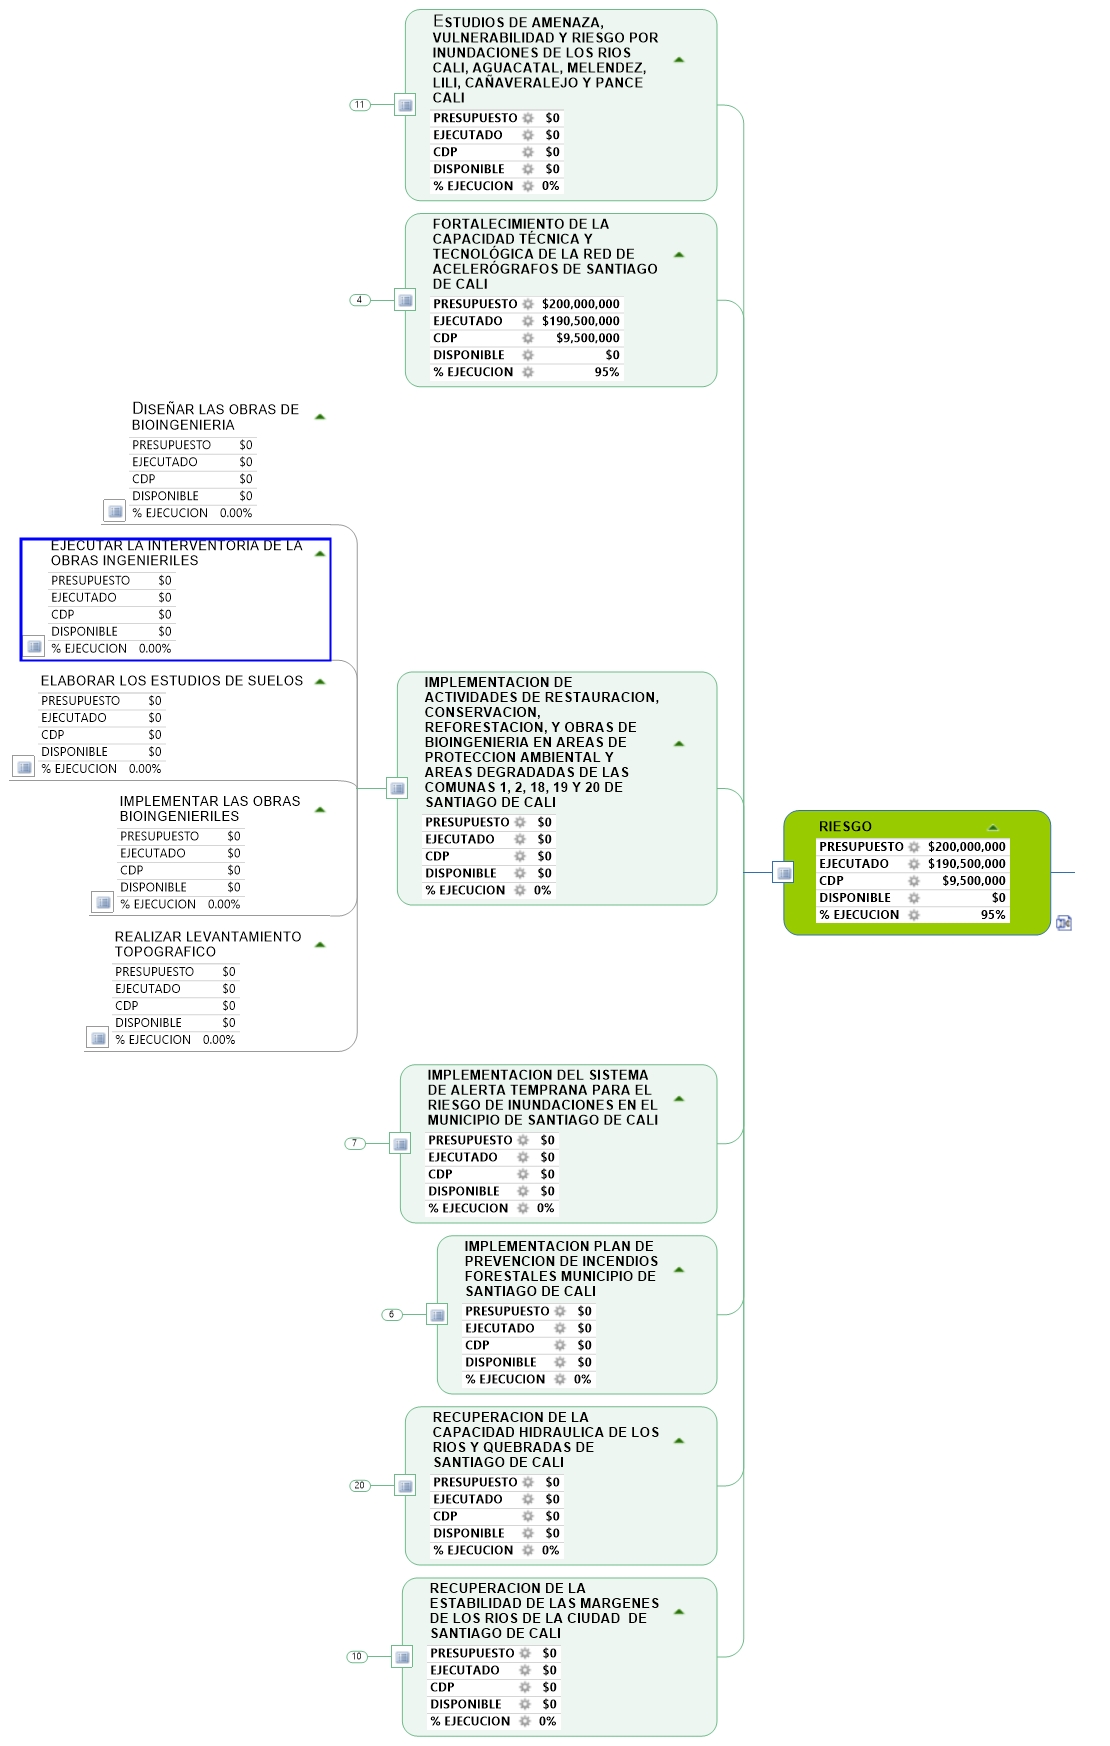 ESTUDIOS DE AMENAZA,
VULNERABILIDAD Y RIESGO POR
INUNDACIONES DE LOS RIOS
CALI, AGUACATAL, MELENDEZ,
LILI, CAÑAVERALEJO Y PANCE
CALI
11
PRESUPUESTO $0
EJECUTADO $0
CDP $0
DISPONIBLE $0
% EJECUCION 0%
FORTALECIMIENTO DE LA
CAPACIDAD TÉCNICA Y
TECNOLÓGICA DE LA RED DE
ACELERÓGRAFOS DE SANTIAGO
DE CALI
4
PRESUPUESTO $200,000,000
EJECUTADO $190,500,000
CDP $9,500,000
DISPONIBLE $0
% EJECUCION 95%
DISEÑAR LAS OBRAS DE
BIOINGENIERIA
PRESUPUESTO $0
EJECUTADO $0
CDP $0
DISPONIBLE $0
% EJECUCION 0.00%
EJECUTAR LA INTERVENTORIA DE LA
OBRAS INGENIERILES
PRESUPUESTO $0
EJECUTADO $0
CDP $0
DISPONIBLE $0
% EJECUCION 0.00%
ELABORAR LOS ESTUDIOS DE SUELOS
PRESUPUESTO $0
EJECUTADO $0
CDP $0
DISPONIBLE $0
% EJECUCION 0.00%
IMPLEMENTAR LAS OBRAS
BIOINGENIERILES
PRESUPUESTO $0
EJECUTADO $0
CDP $0
DISPONIBLE $0
% EJECUCION 0.00%
REALIZAR LEVANTAMIENTO
TOPOGRAFICO
PRESUPUESTO $0
EJECUTADO $0
CDP $0
DISPONIBLE $0
% EJECUCION 0.00%
IMPLEMENTACION DE
ACTIVIDADES DE RESTAURACION,
CONSERVACION,
REFORESTACION, Y OBRAS DE
BIOINGENIERIA EN AREAS DE
PROTECCION AMBIENTAL Y
AREAS DEGRADADAS DE LAS
COMUNAS 1, 2, 18, 19 Y 20 DE
SANTIAGO DE CALI
PRESUPUESTO $0
EJECUTADO $0
CDP $0
DISPONIBLE $0
% EJECUCION 0%
RIESGO
PRESUPUESTO $200,000,000
EJECUTADO $190,500,000
CDP $9,500,000
DISPONIBLE $0
% EJECUCION 95%
IMPLEMENTACION DEL SISTEMA
DE ALERTA TEMPRANA PARA EL
RIESGO DE INUNDACIONES EN EL
MUNICIPIO DE SANTIAGO DE CALI
7
PRESUPUESTO $0
EJECUTADO $0
CDP $0
DISPONIBLE $0
% EJECUCION 0%
IMPLEMENTACION PLAN DE
PREVENCION DE INCENDIOS
FORESTALES MUNICIPIO DE
SANTIAGO DE CALI
6
PRESUPUESTO $0
EJECUTADO $0
CDP $0
DISPONIBLE $0
% EJECUCION 0%
RECUPERACION DE LA
CAPACIDAD HIDRAULICA DE LOS
RIOS Y QUEBRADAS DE
SANTIAGO DE CALI
20
PRESUPUESTO $0
EJECUTADO $0
CDP $0
DISPONIBLE $0
% EJECUCION 0%
RECUPERACION DE LA
ESTABILIDAD DE LAS MARGENES
DE LOS RIOS DE LA CIUDAD DE
SANTIAGO DE CALI
10
PRESUPUESTO $0
EJECUTADO $0
CDP $0
DISPONIBLE $0
% EJECUCION 0%